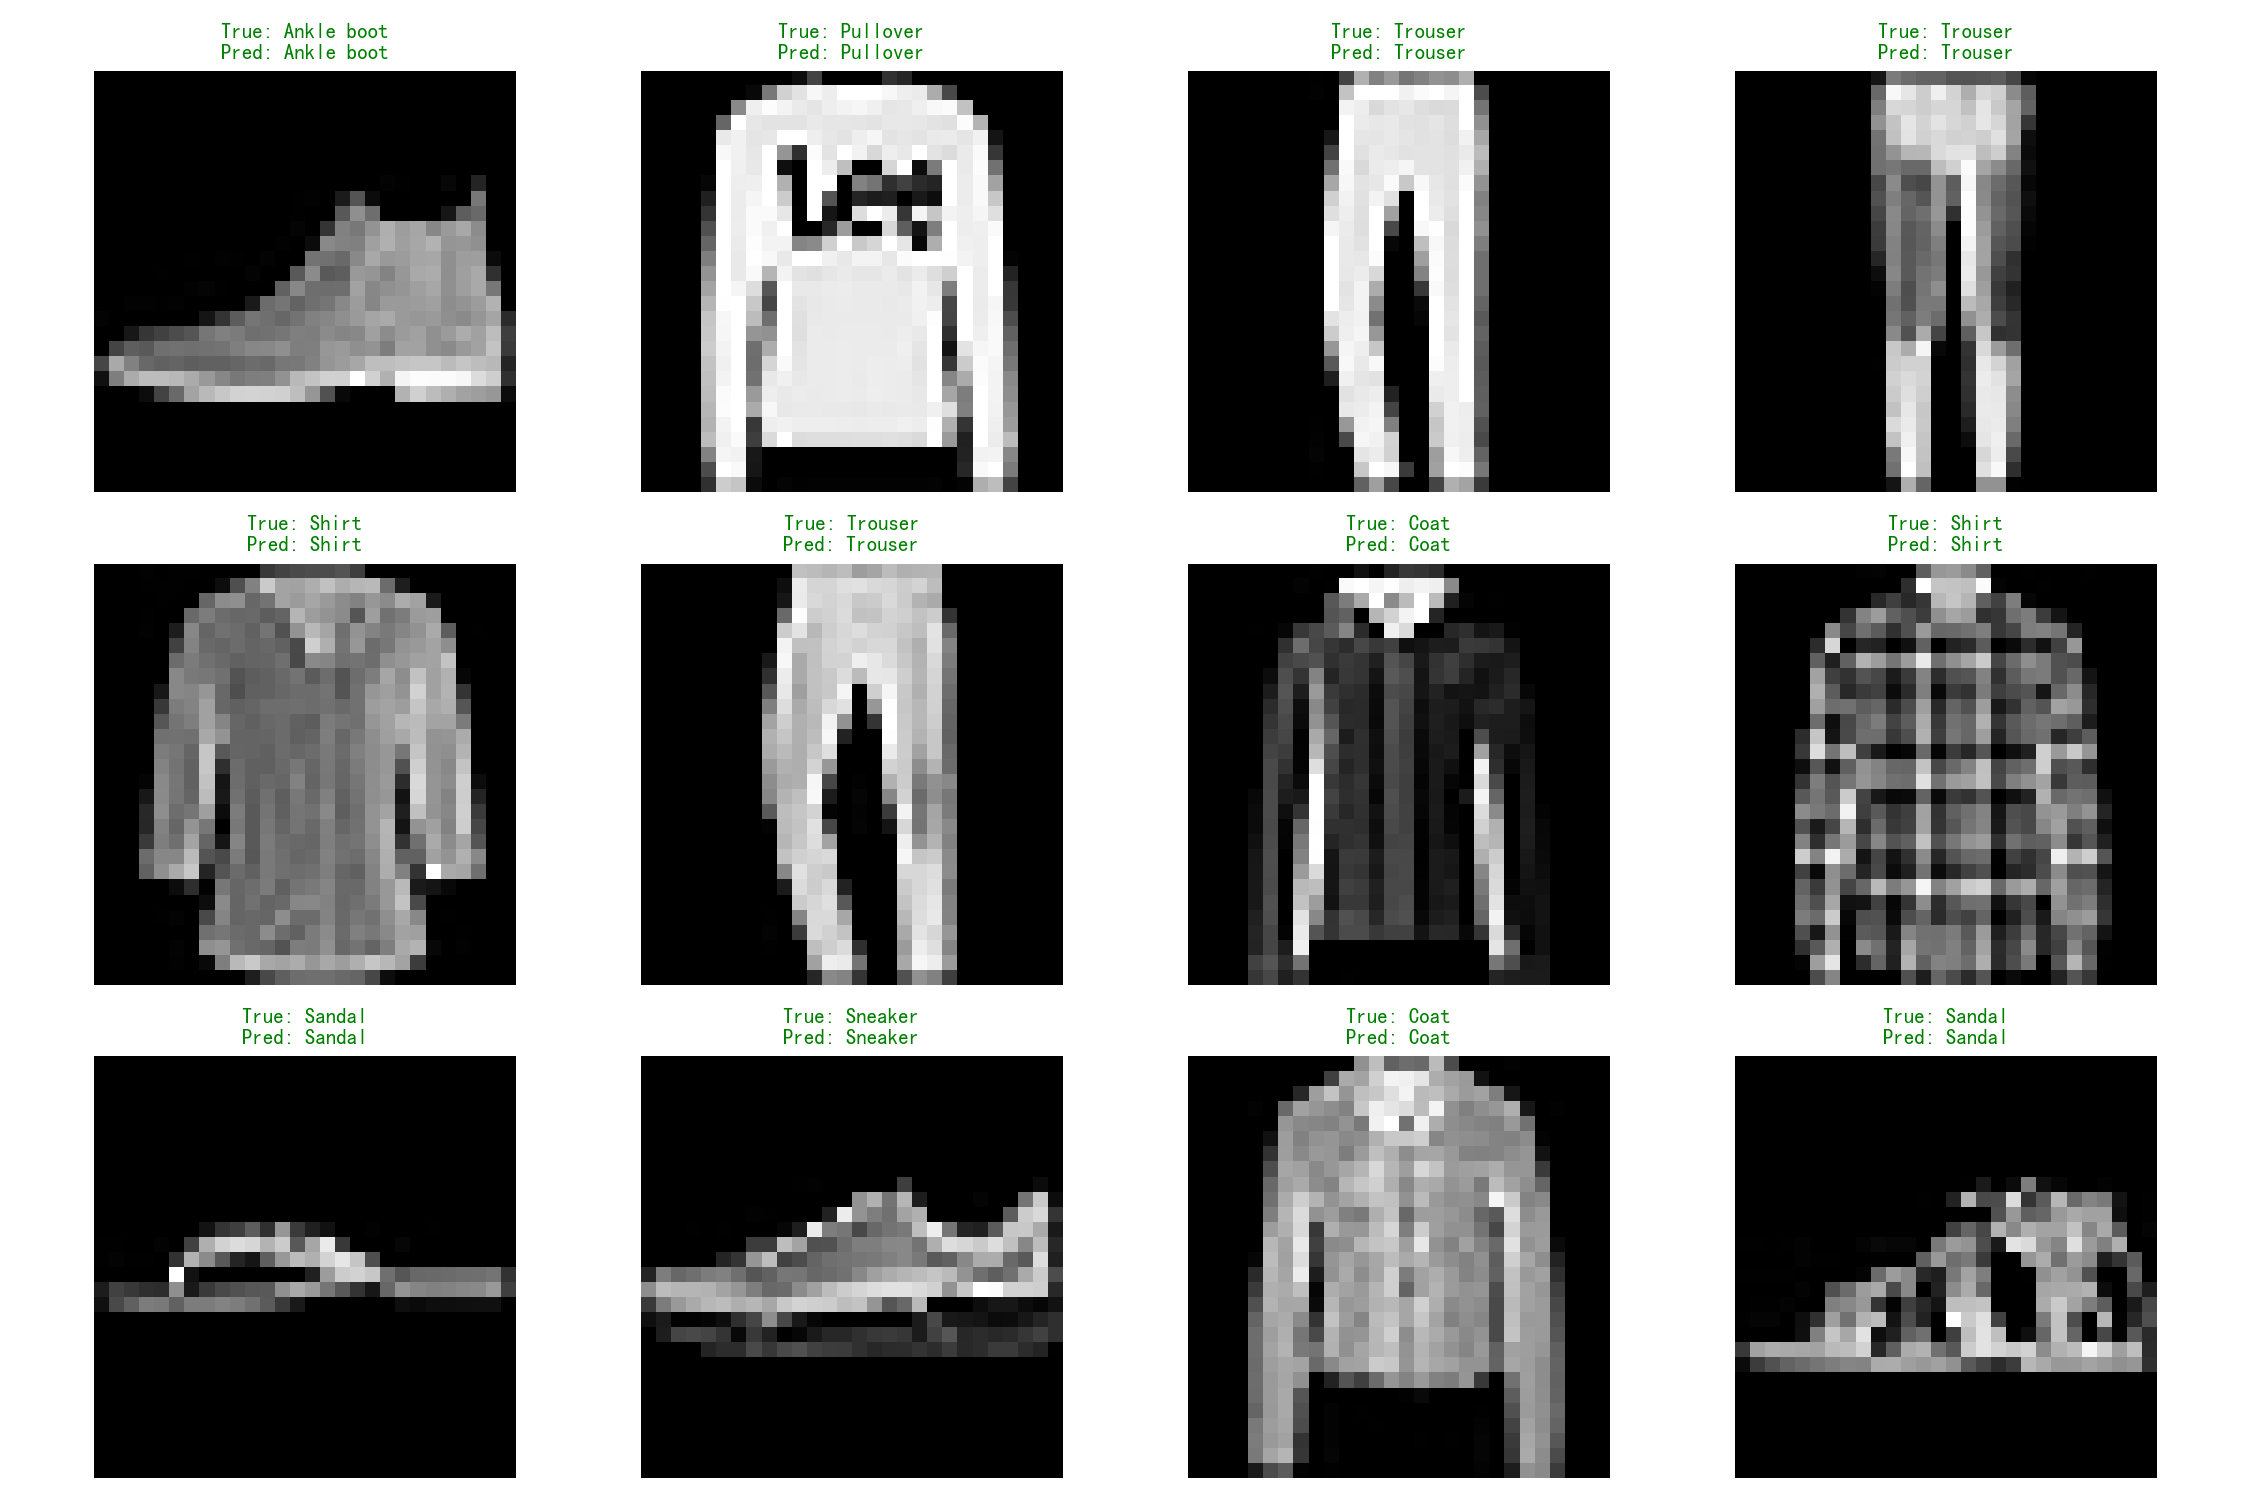 True: Ankle boot
Pred: Ankle boot
True: Pullover
Pred: Pullover
True: Trouser
Pred: Trouser
True: Trouser
Pred: Trouser
True: Shirt
Pred: Shirt
True: Trouser
Pred: Trouser
True: Coat
Pred: Coat
True: Shirt
Pred: Shirt
True: Sandal
Pred: Sandal
True: Sneaker
Pred: Sneaker
True: Coat
Pred: Coat
True: Sandal
Pred: Sandal